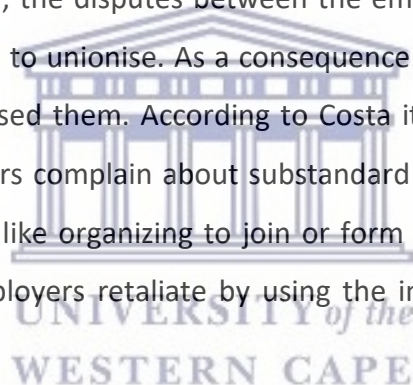 , the disputes between the em
to unionise. As a consequence
sed them. According to Costa it
rs complain about substandard
like organizing to join or form
ployers retaliate by using the in
UNIVERSITY of the
WESTERN CAPE